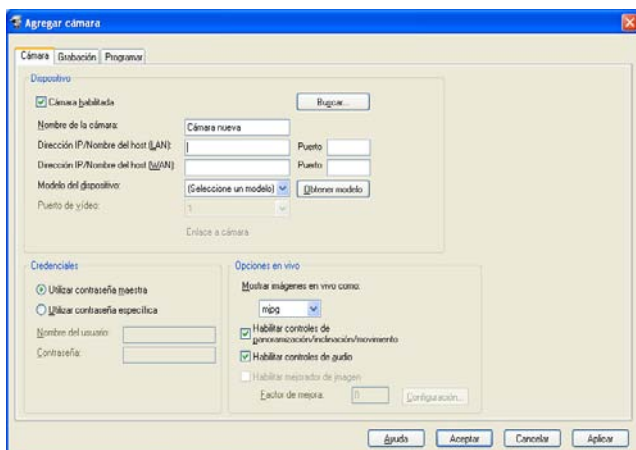 Agregar cámara
Cámara Grabación Programar
Dispositivo
Cámara habilitada Buscar...
Nombre de la cámara: Cámara nueva
Dirección IP/Nombre del host (LAN): Puerto
Dirección IP/Nombre del host (WAN): Puerto
Modelo del dispositivo: (Seleccione un modelo) Obtener modelo
Puerto de vídeo: 1
Enlace a cámara
Credenciales Opciones en vivo
Utilizar contraseña maestra Mostrar imágenes en vivo como:
Utilizar contraseña específica mjpg
Nombre del usuario: Habilitar controles de
panoramización/inclinación/movimiento
Contraseña: Habilitar controles de audio
Habilitar mejorador de imagen
Factor de mejora: 0 Configuración...
Ayuda Aceptar Cancelar Aplicar